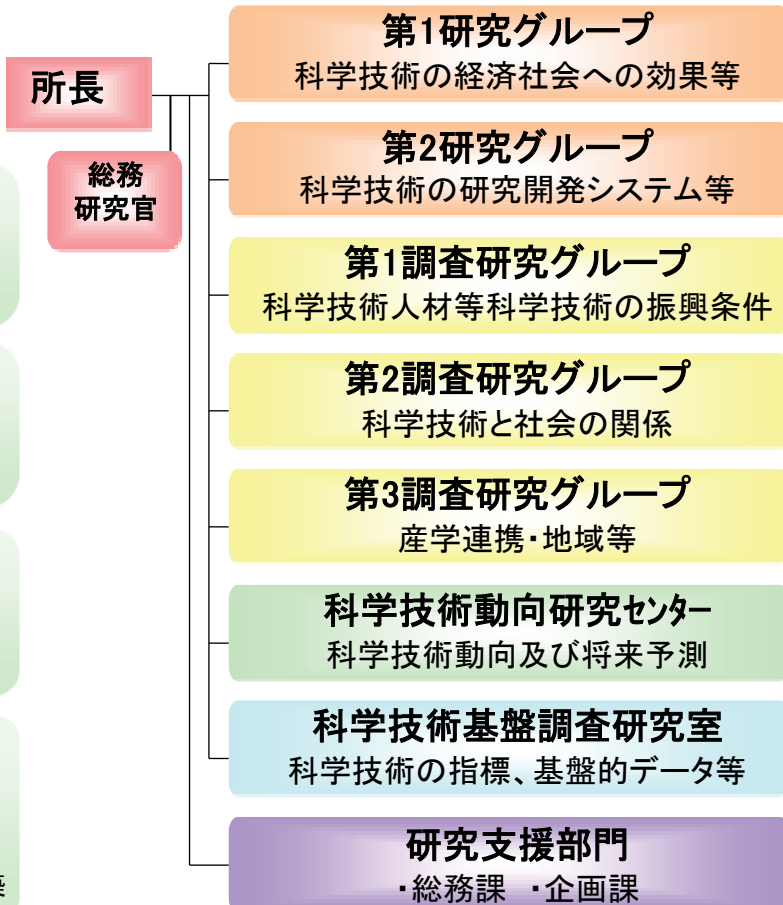 所長
総務
研究官
第1研究グループ
科学技術の経済社会への効果等
第2研究グループ
科学技術の研究開発システム等
第1調査研究グループ
科学技術人材等科学技術の振興条件
第2調査研究グループ
科学技術と社会の関係
第3調査研究グループ
産学連携・地域等
科学技術動向研究センター
科学技術動向及び将来予測
科学技術基盤調査研究室
科学技術の指標、基盤的データ等
研究支援部門
・総務課 ・企画課
築